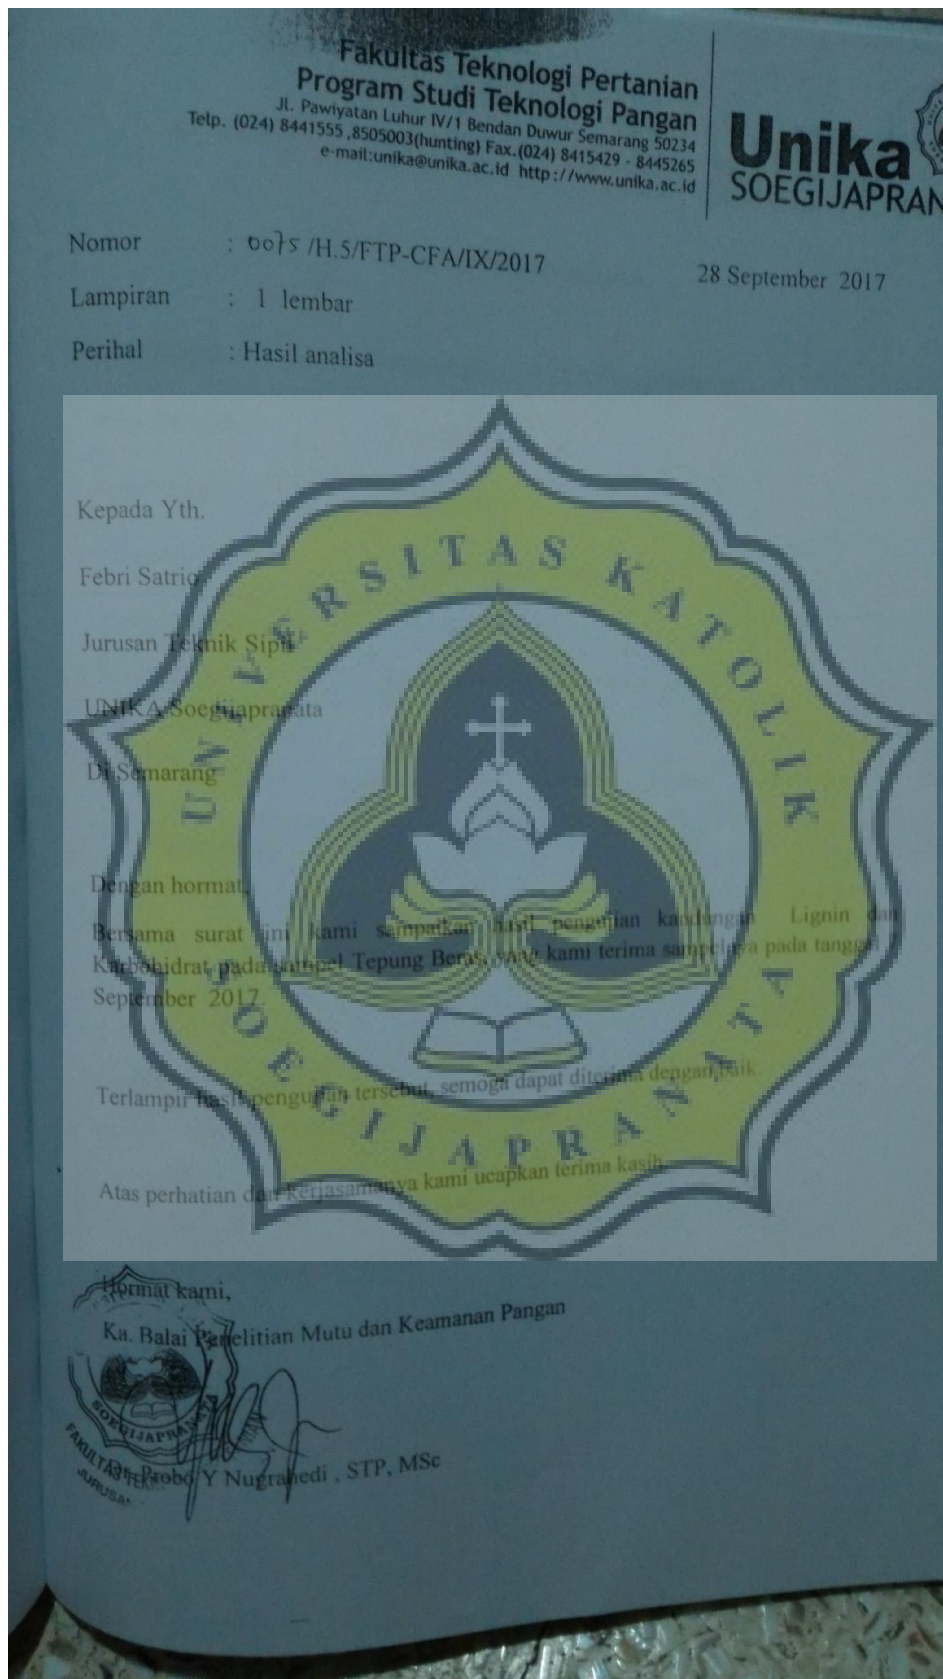 Fakultas Teknologi Pertanian
Program Studi Teknologi Pangan
Jl. Pawiyatan Luhur IV/1 Bendan Duwur Semarang 50234
Telp. (024) 8441555 ,8505003(hunting) Fax.(024) 8415429 - 8445265
e-mail:unika@unika.ac.id http://www.unika.ac.id
Unika
SOEGIJAPRAN
Nomor : 0075 /H.5/FTP-CFA/IX/2017
28 September 2017
Lampiran : 1 lembar
Perihal : Hasil analisa
Kepada Yth.
Febri Satrio
Jurusan Teknik Sipil
UNIKA Soegijapranata
Di Semarang
UNIVERSITAS KATOLIK
SOEGIJAPRANATA
Dengan hormat,
Bersama surat ini kami sampaikan hasil pengujian kandungan Lignin dan
Karbohidrat pada sampel Tepung Beras, yang kami terima sampelnya pada tanggal
September 2017.
Terlampir hasil pengujian tersebut, semoga dapat diterima dengan baik.
Atas perhatian dan kerjasamanya kami ucapkan terima kasih
Hormat kami,
Ka. Balai Penelitian Mutu dan Keamanan Pangan
SOEGIJAPRANATA
FAKULTAS
JURUSAN
Dr. Probo Y Nugrahedi , STP, MSc